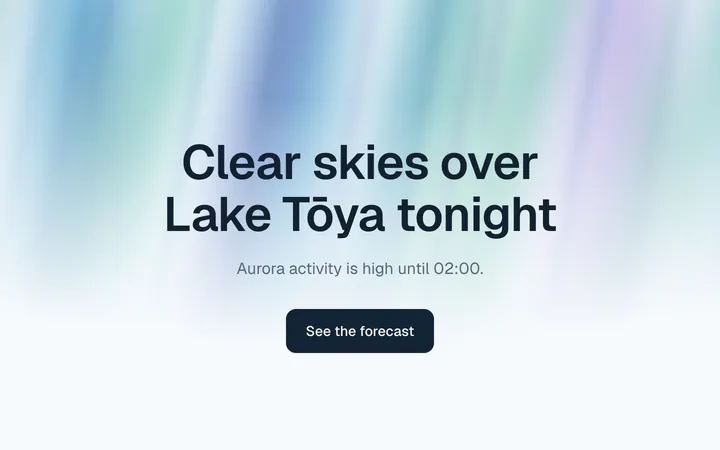 Clear skies over
Lake Tōya tonight
Aurora activity is high until 02:00.
See the forecast